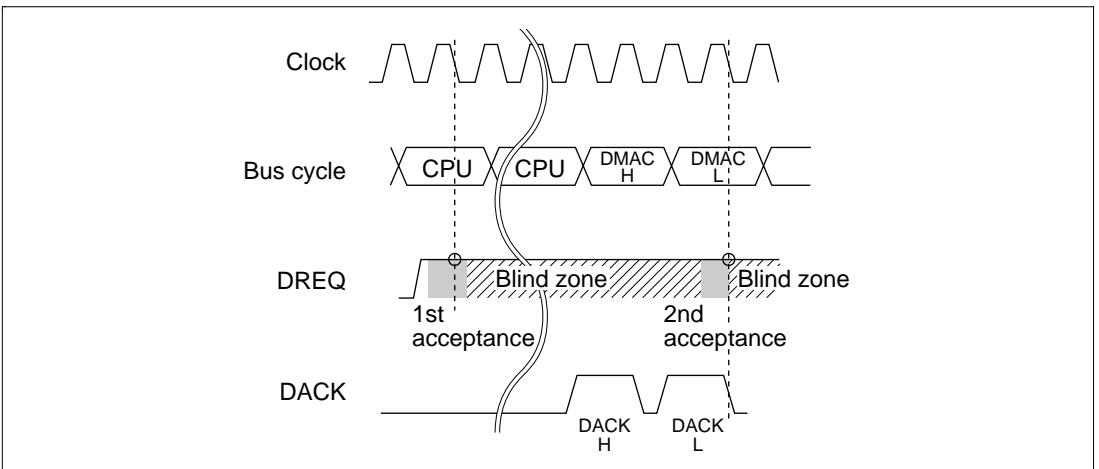 Clock
Bus cycle
CPU
CPU
DMAC
H
DMAC
L
DREQ
Blind zone
Blind zone
1st
acceptance
2nd
acceptance
DACK
DACK
H
DACK
L